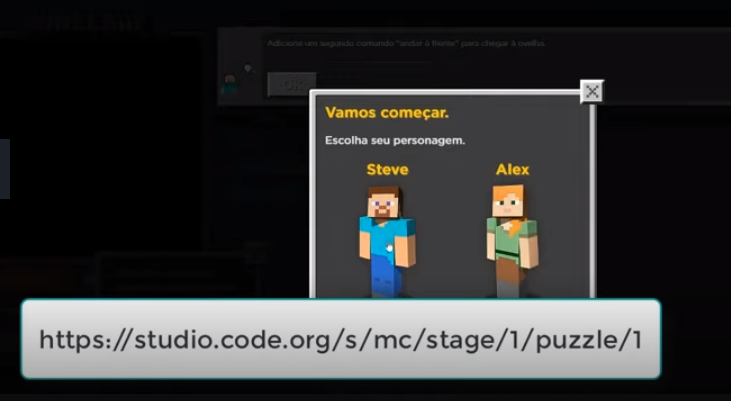 Adicione um segundo comando "andar à frente" para chegar à ovelha.
OK
Vamos começar.
Escolha seu personagem.
Steve Alex
https://studio.code.org/s/mc/stage/1/puzzle/1